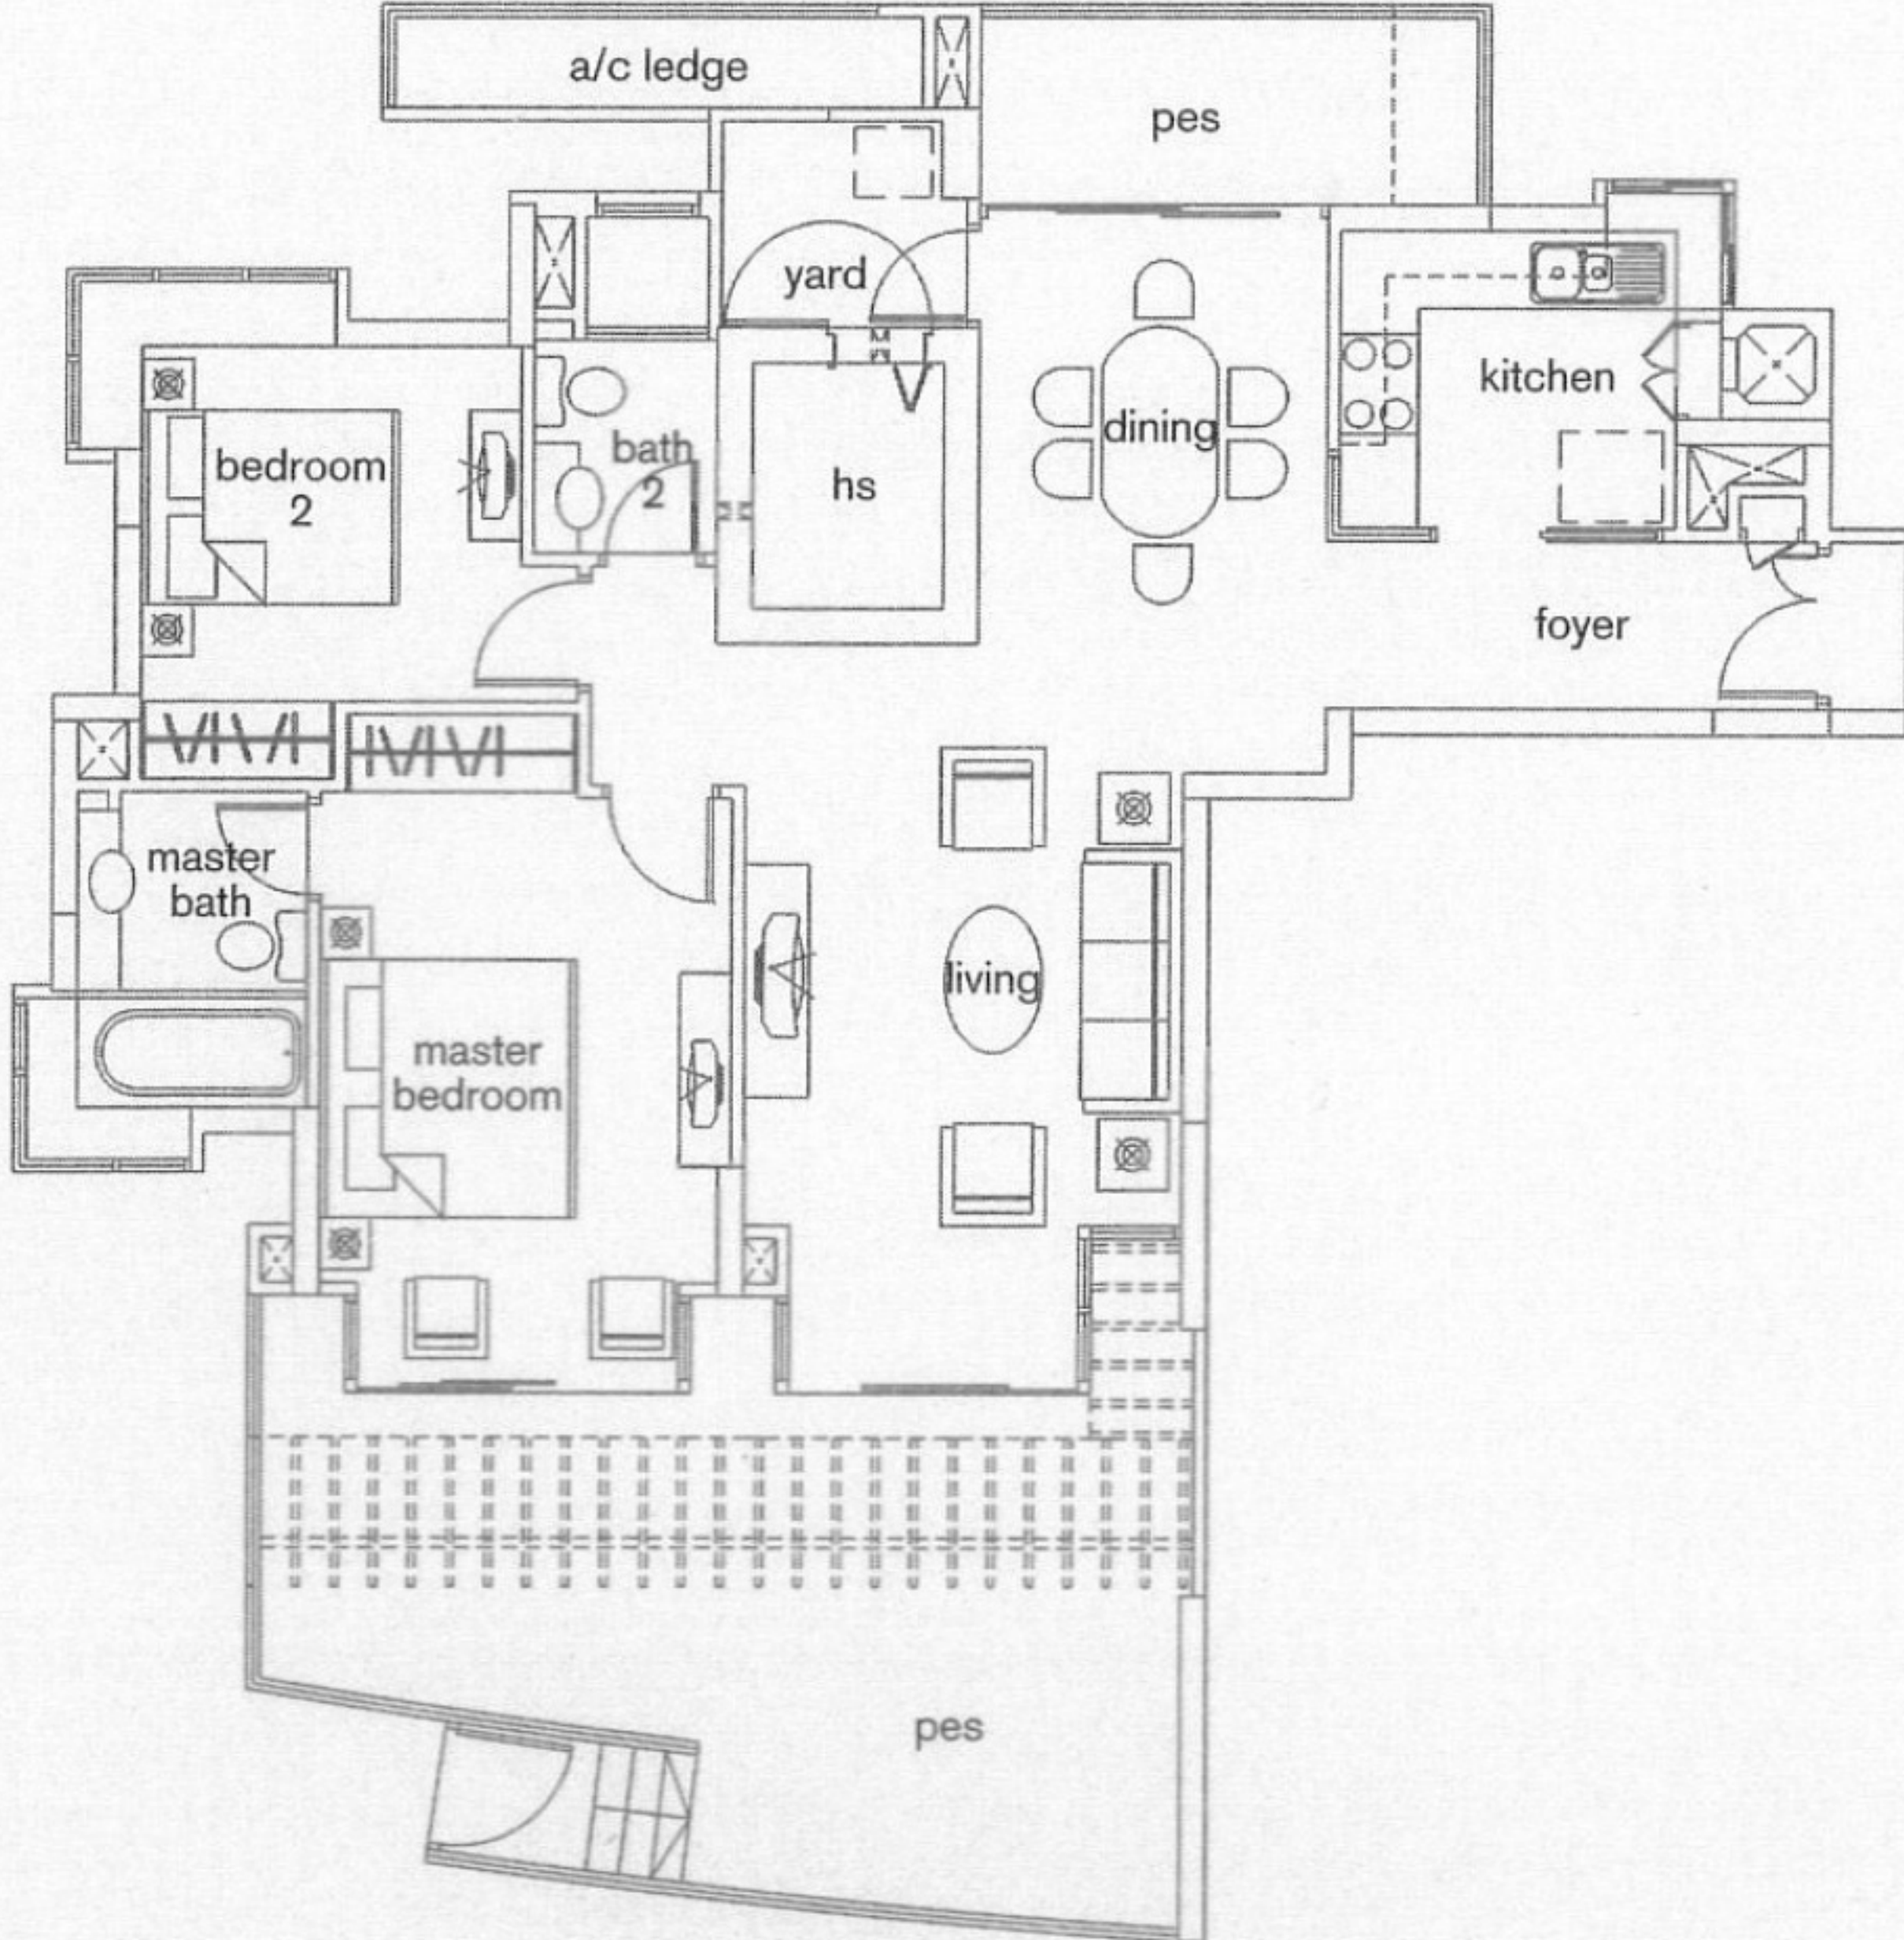 a/c ledge
pes
yard
kitchen
dining
bedroom
2
bath
2
hs
foyer
master
bath
living
master
bedroom
pes